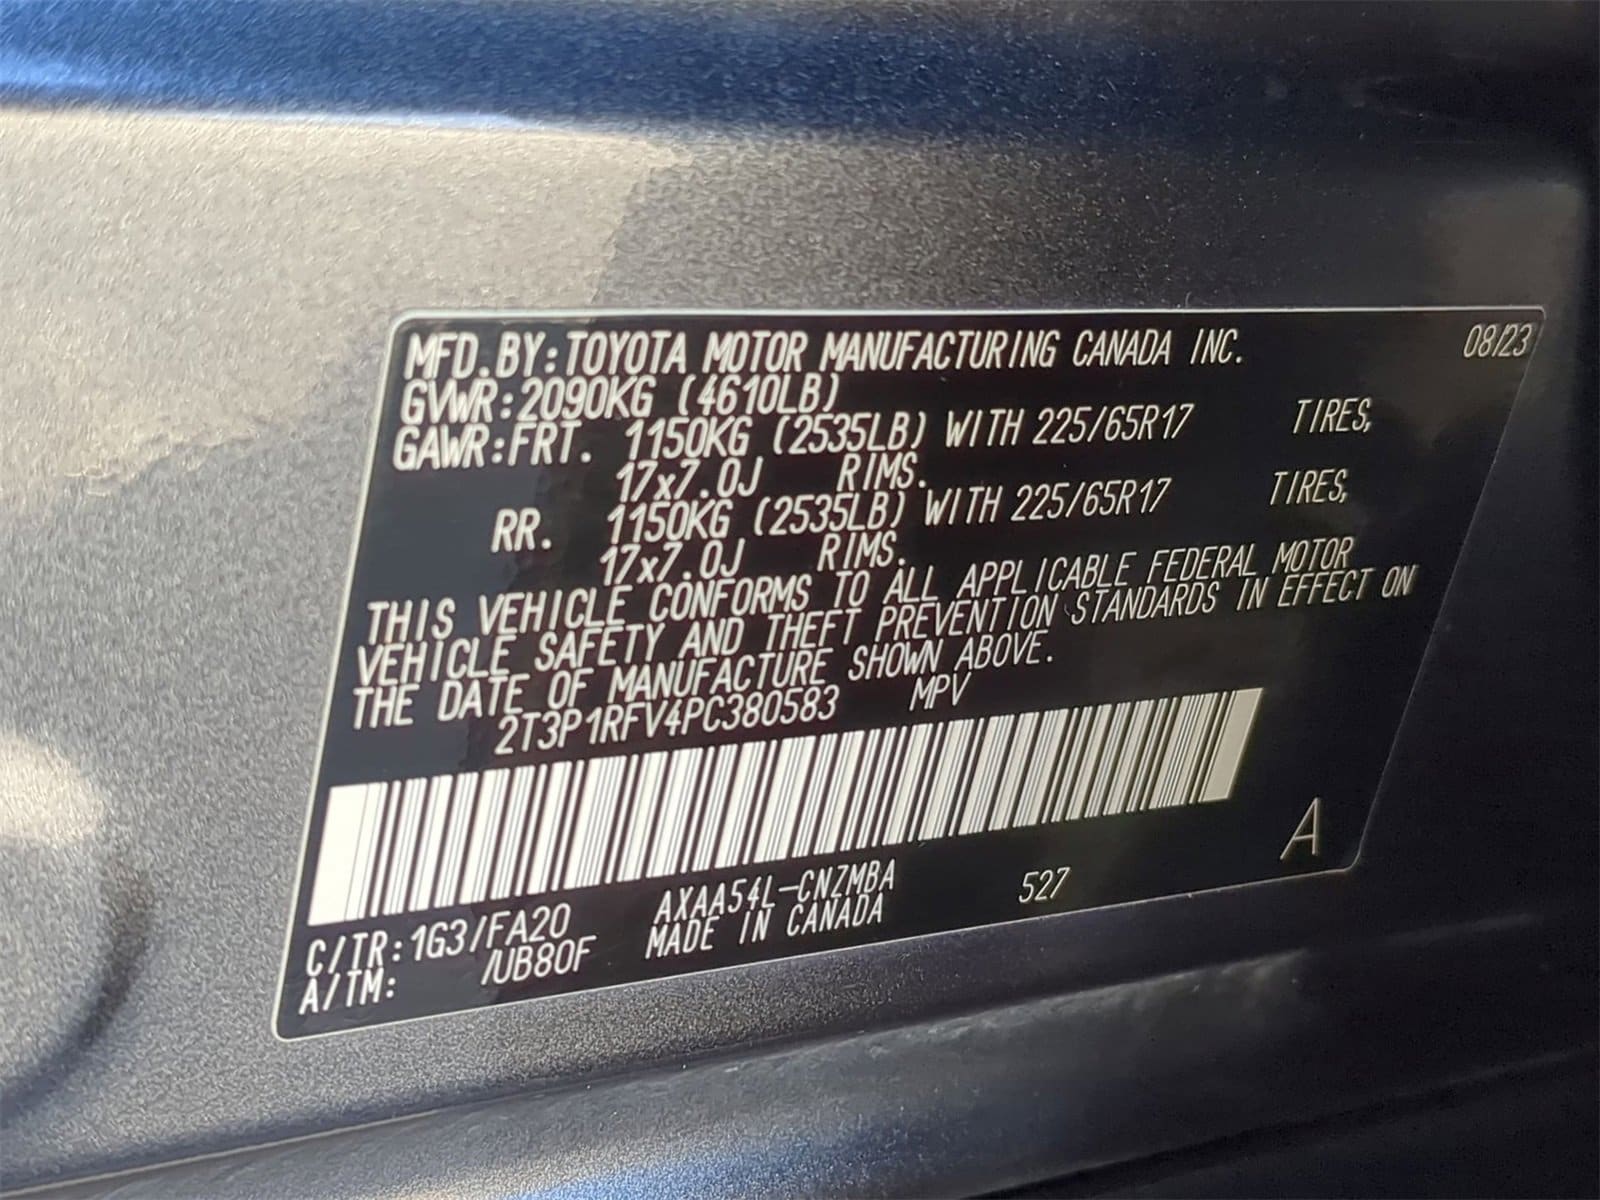 MFD.BY:TOYOTA MOTOR MANUFACTURING CANADA INC. 08/23
GVWR:2090KG (4610LB)
GAWR:FRT. 1150KG (2535LB) WITH 225/65R17 TIRES,
17x7.0J RIMS.
RR. 1150KG (2535LB) WITH 225/65R17 TIRES,
17x7.0J RIMS.
THIS VEHICLE CONFORMS TO ALL APPLICABLE FEDERAL MOTOR
VEHICLE SAFETY AND THEFT PREVENTION STANDARDS IN EFFECT ON
THE DATE OF MANUFACTURE SHOWN ABOVE.
2T3P1RFV4PC380583 MPV
A
C/TR:1G3/FA20 AXAA54L-CNZMBA 527
A/TM: /UB80F MADE IN CANADA